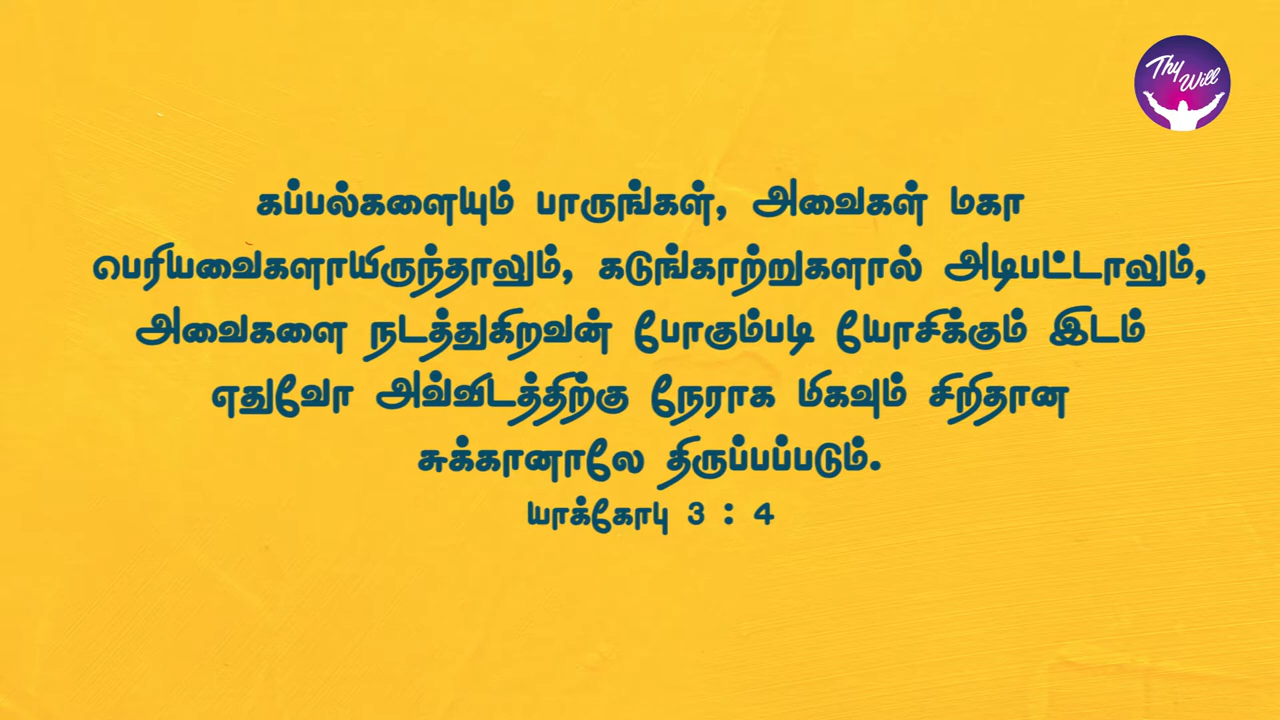 Thy Will
கப்பல்களையும் பாருங்கள், அவைகள் மகா
பெரியவைகளாயிருந்தாலும், கடுங்காற்றுகளால் அடிபட்டாலும்,
அவைகளை நடத்துகிறவன் போகும்படி யோசிக்கும் இடம்
எதுவோ அவ்விடத்திற்கு நேராக மிகவும் சிறிதான
சுக்கானாலே திருப்பப்படும்.
யாக்கோபு 3 : 4